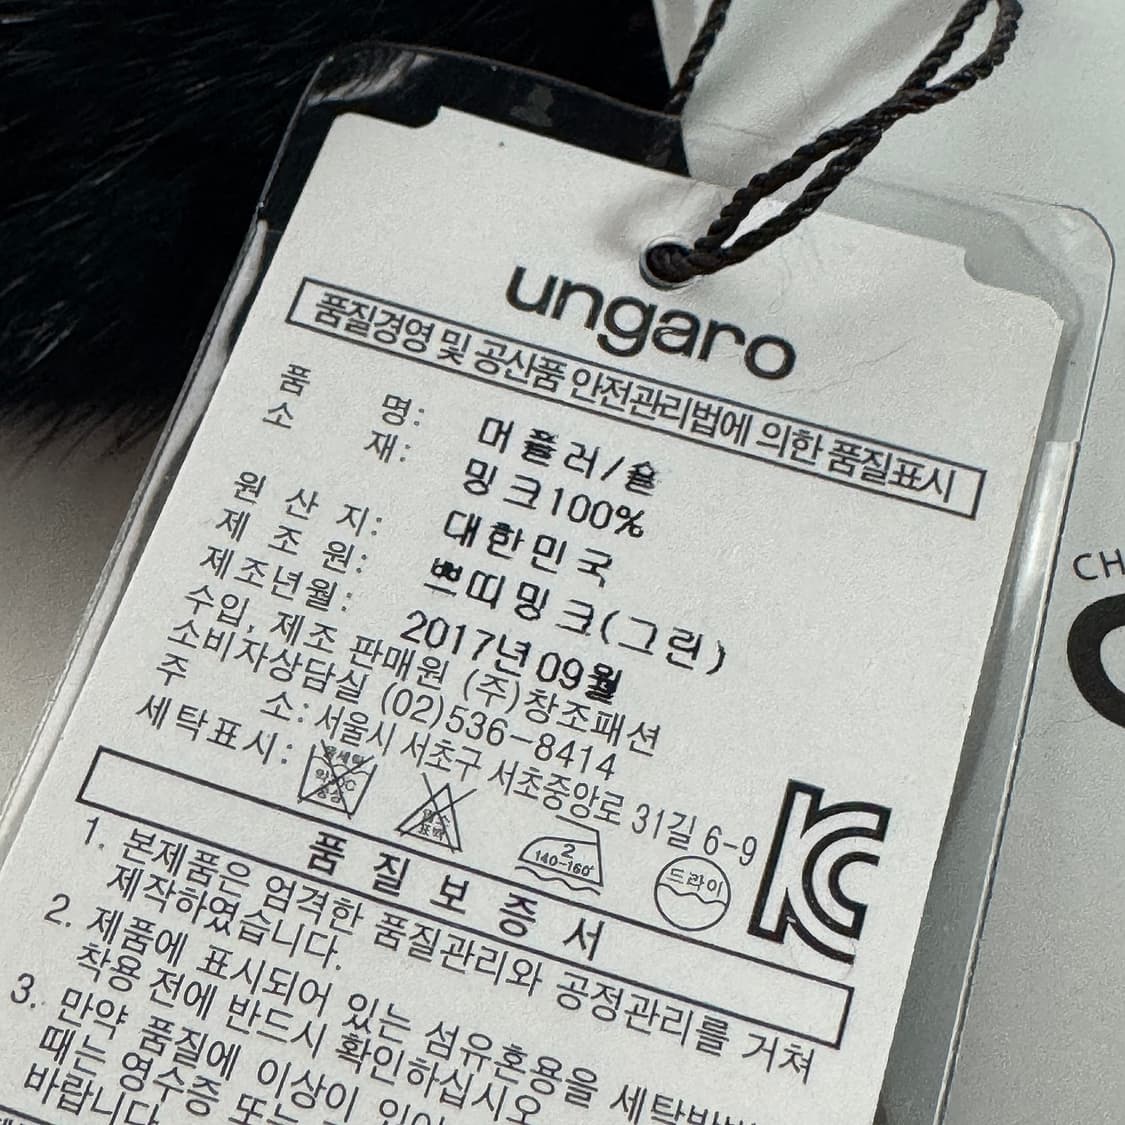 ungaro
품질경영 및 공산품 안전관리법에 의한 품질표시
품 명: 머플러/숄
소 재: 밍크100%
원 산 지: 대한민국
제 조 원: 쁘띠밍크(그린)
제조년월: 2017년 09월
수입, 제조 판매원 (주)창조패션
소비자상담실 (02)536-8414
주 소: 서울시 서초구 서초중앙로 31길 6-9
세탁표시:
2
140-160°
드라이
품 질 보 증 서
1. 본제품은 엄격한 품질관리와 공정관리를 거쳐
제작하였습니다.
2. 제품에 표시되어 있는 섬유혼용율을
착용 전에 반드시 확인하십시오.
3. 만약 품질에 이상이
때는 영수증 또는
바랍니다.
CH